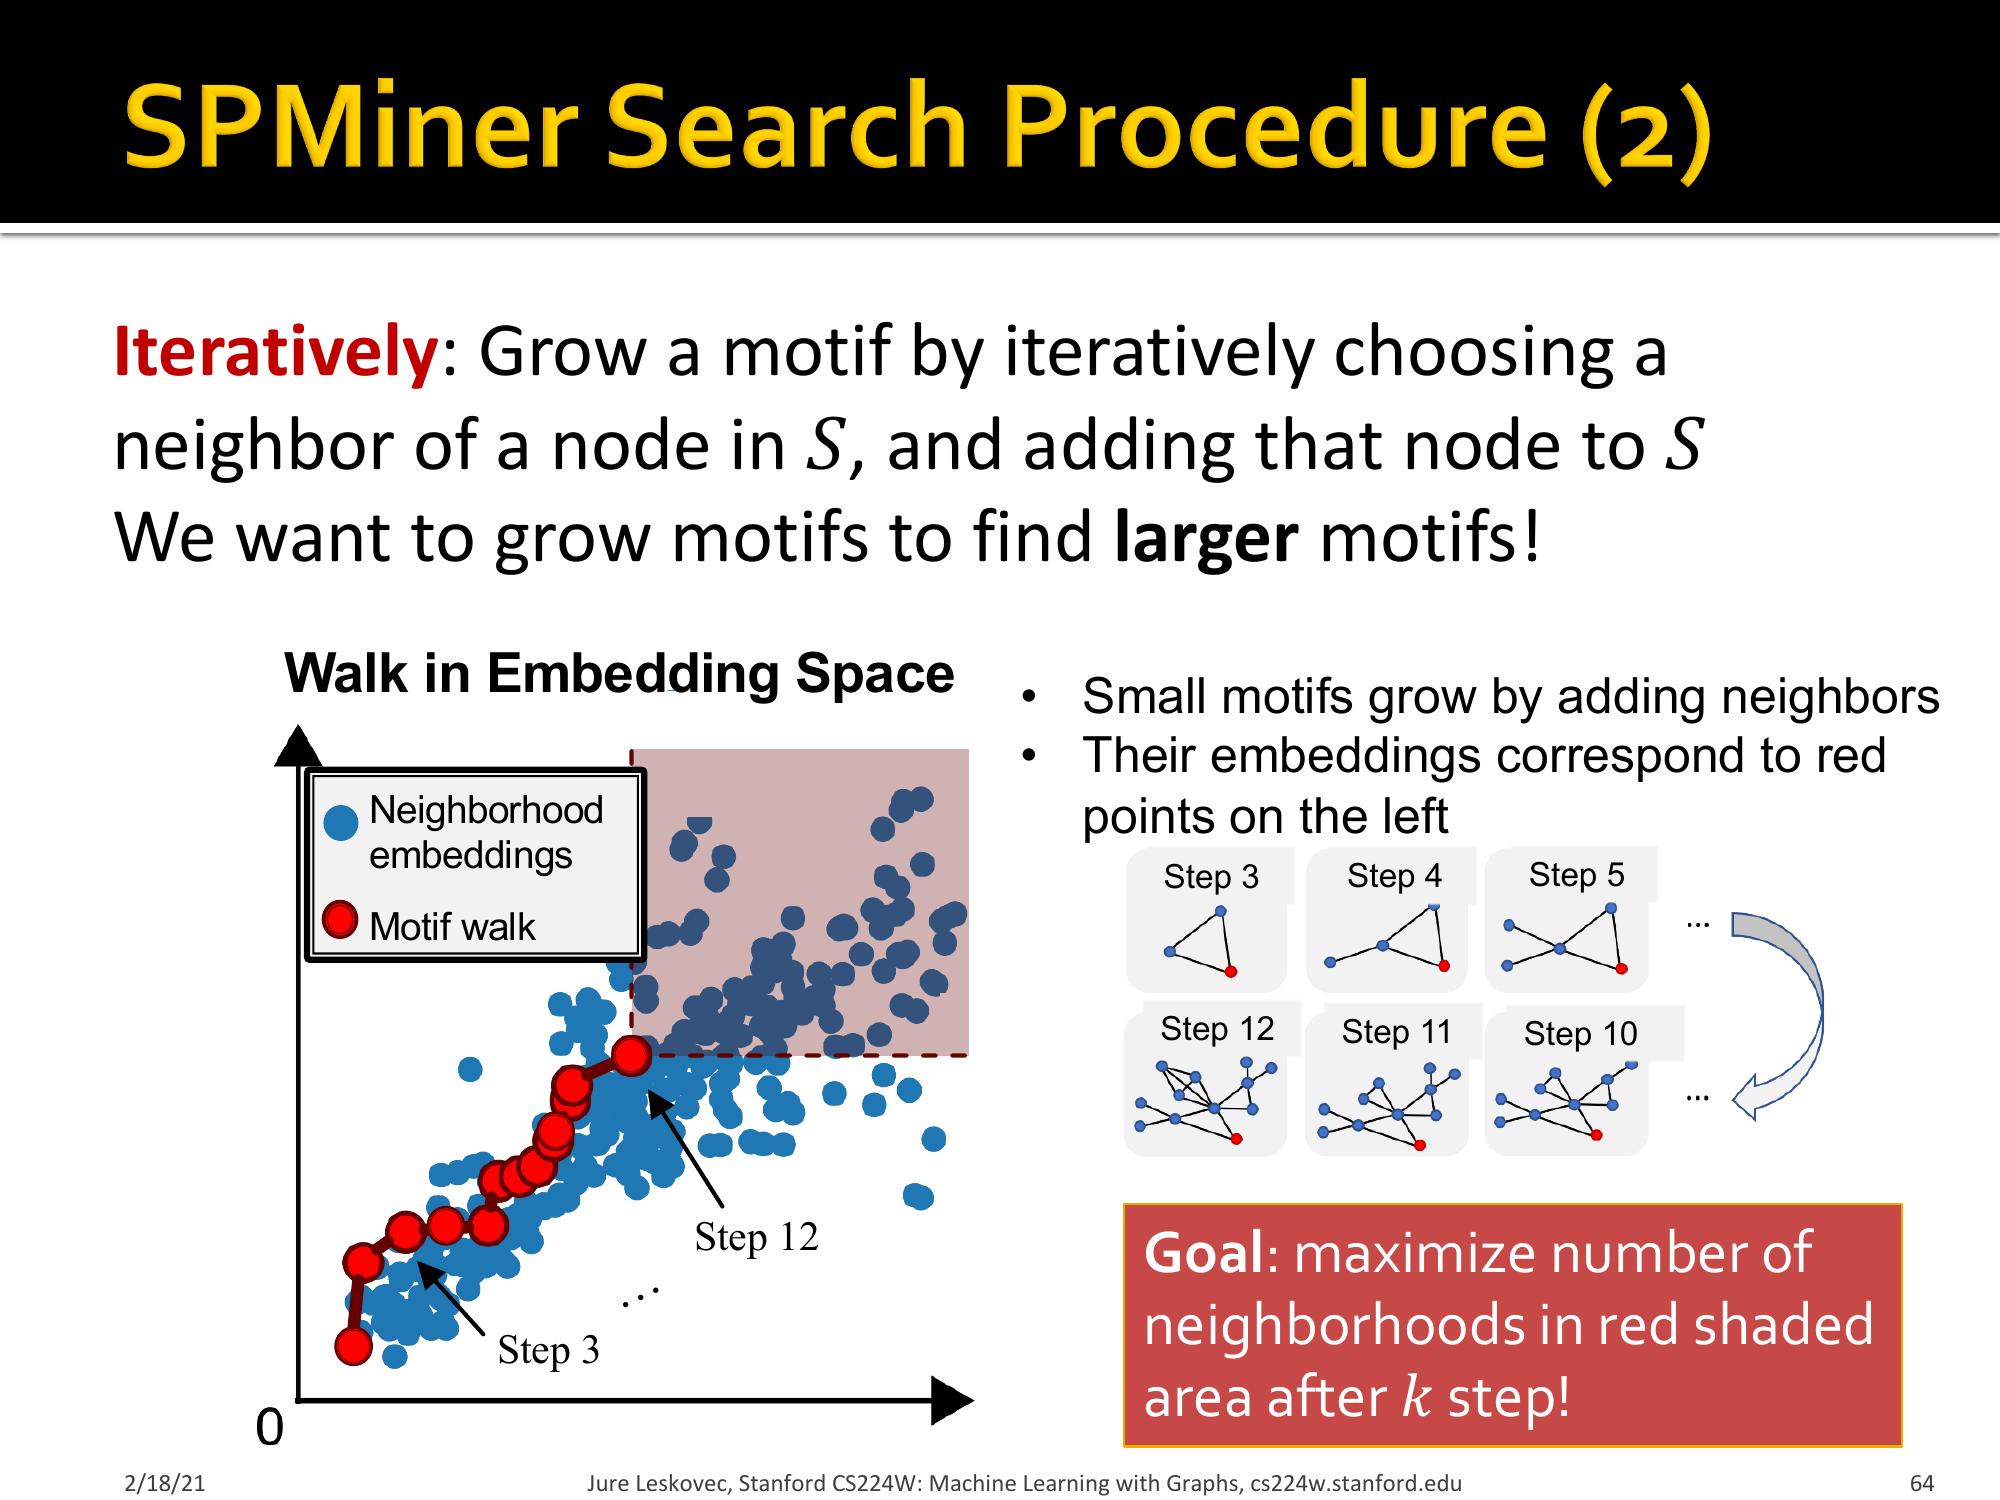 SPMiner Search Procedure (2)
Iteratively: Grow a motif by iteratively choosing a
neighbor of a node in S, and adding that node to S
We want to grow motifs to find larger motifs!
Walk in Embedding Space
Neighborhood
embeddings
Motif walk
Step 12
...
Step 3
0
• Small motifs grow by adding neighbors
• Their embeddings correspond to red
points on the left
Step 3 Step 4 Step 5 ...
Step 12 Step 11 Step 10 ...
Goal: maximize number of
neighborhoods in red shaded
area after k step!
2/18/21 Jure Leskovec, Stanford CS224W: Machine Learning with Graphs, cs224w.stanford.edu 64